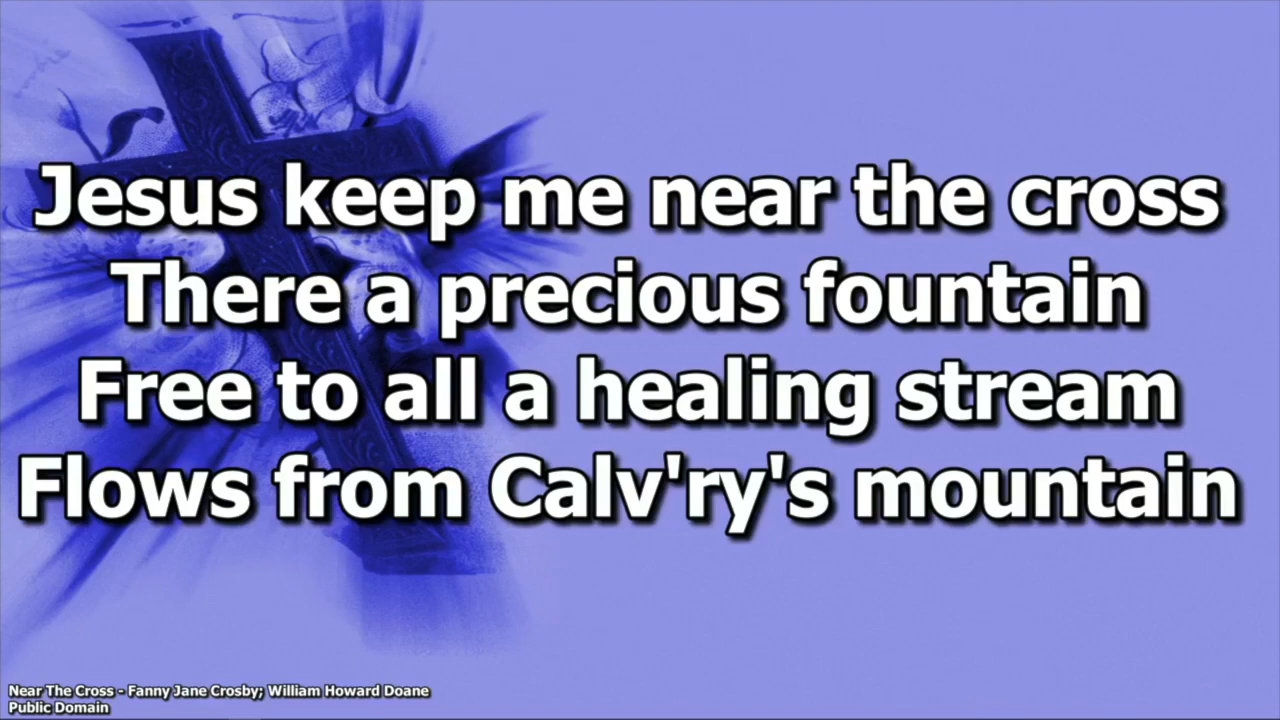 Jesus keep me near the cross
There a precious fountain
Free to all a healing stream
Flows from Calv'ry's mountain
Near The Cross - Fanny Jane Crosby; William Howard Doane
Public Domain